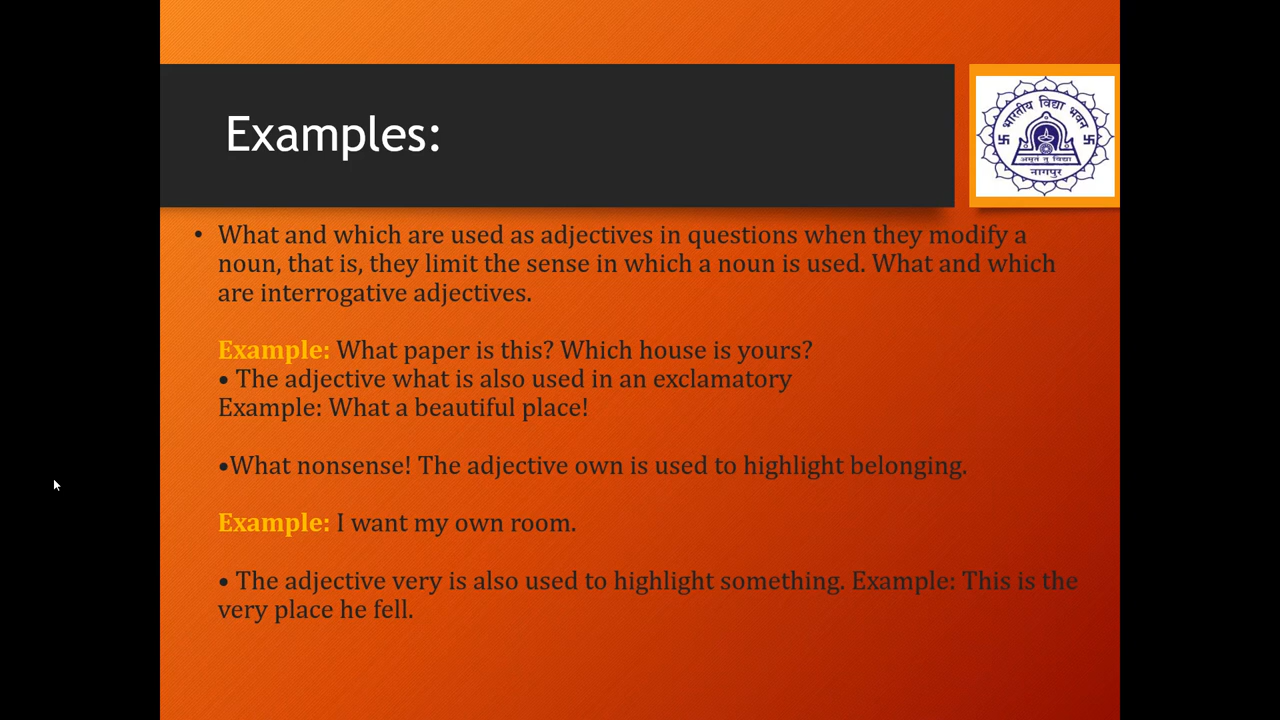 Examples:
भारतीय विद्या भवन
अमृतं तु विद्या
नागपुर
• What and which are used as adjectives in questions when they modify a
noun, that is, they limit the sense in which a noun is used. What and which
are interrogative adjectives.
Example: What paper is this? Which house is yours?
• The adjective what is also used in an exclamatory
Example: What a beautiful place!
•What nonsense! The adjective own is used to highlight belonging.
Example: I want my own room.
• The adjective very is also used to highlight something. Example: This is the
very place he fell.